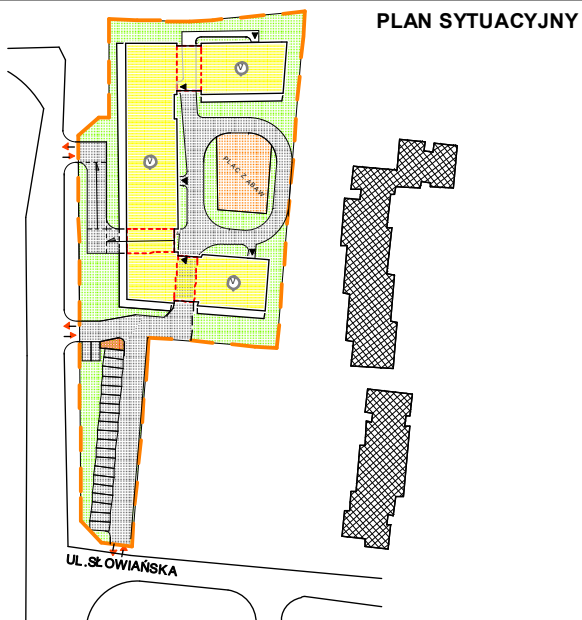 PLAN SYTUACYJNY
V
V
PLAC ZABAW
V
UL.SŁOWIAŃSKA